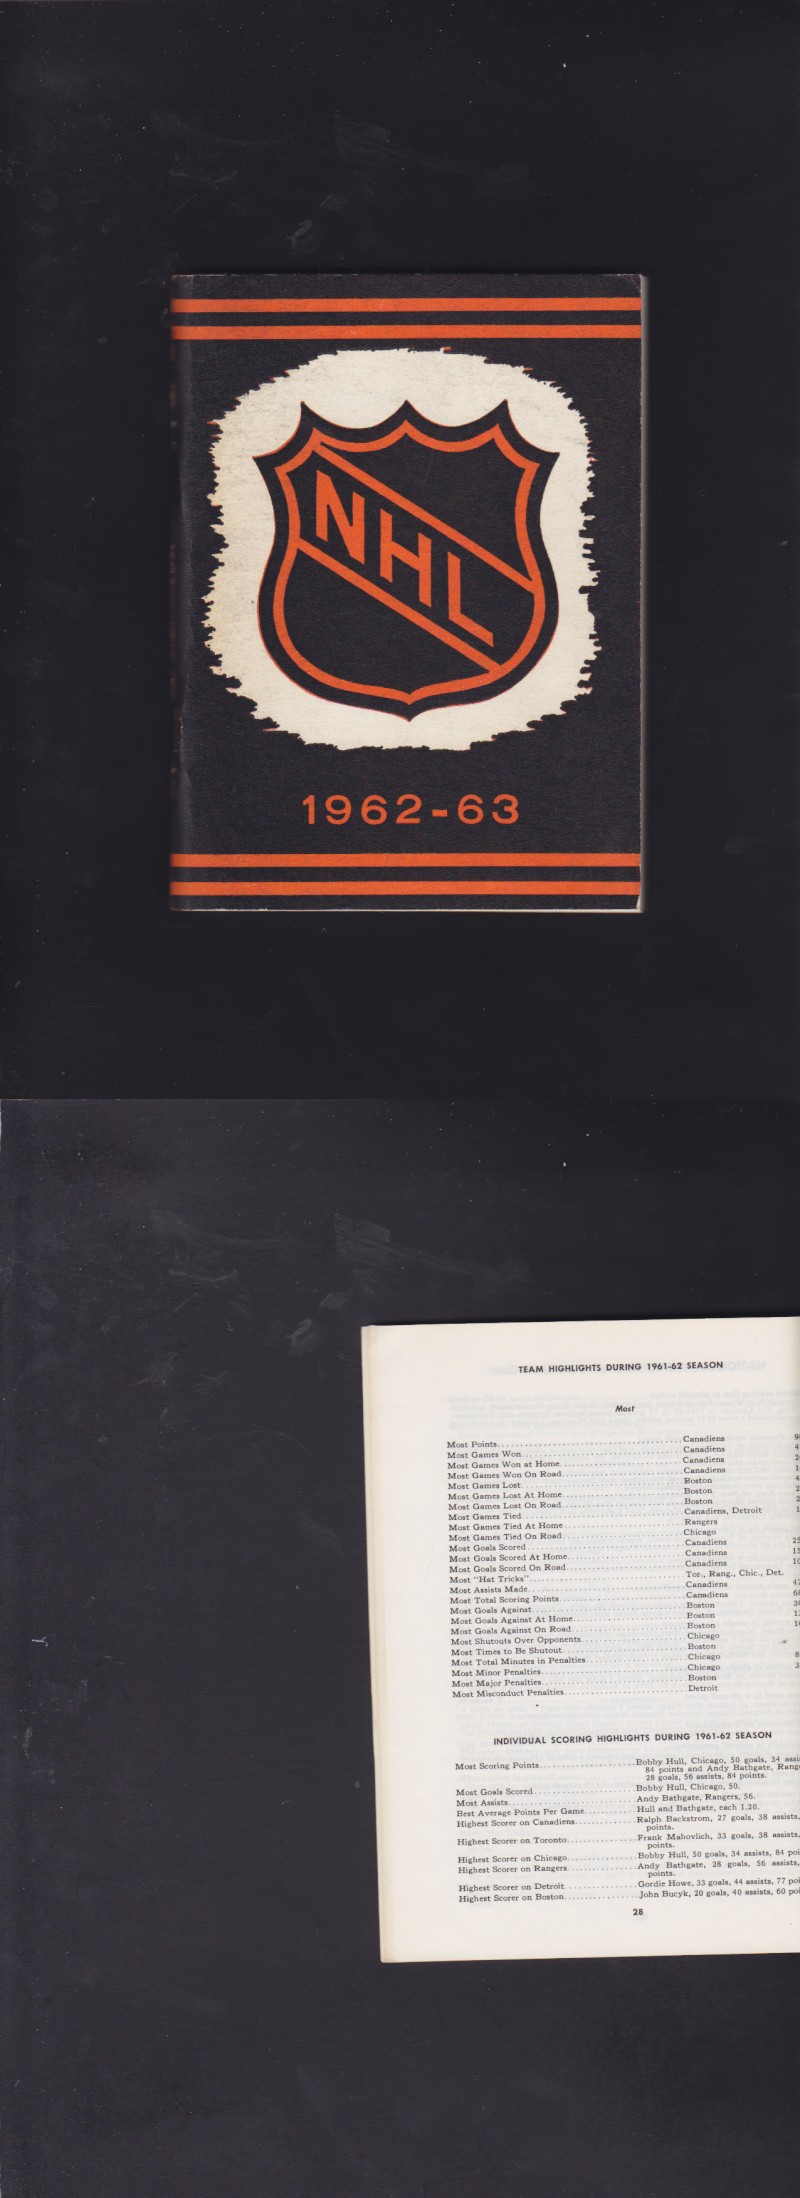 NHL
1962-63
TEAM HIGHLIGHTS DURING 1961-62 SEASON
Most
Most Points Canadiens
Most Games Won Canadiens
Most Games Won at Home Canadiens
Most Games Won On Road Canadiens
Most Games Lost Boston
Most Games Lost At Home Boston
Most Games Lost On Road Boston
Most Games Tied Canadiens, Detroit
Most Games Tied At Home Rangers
Most Games Tied On Road Chicago
Most Goals Scored Canadiens
Most Goals Scored At Home Canadiens
Most Goals Scored On Road Canadiens
Most "Hat Tricks" Tor., Rang., Chic., Det.
Most Assists Made Canadiens
Most Total Scoring Points Canadiens
Most Goals Against Boston
Most Goals Against At Home Boston
Most Goals Against On Road Boston
Most Shutouts Over Opponents Chicago
Most Times to Be Shutout Boston
Most Total Minutes in Penalties Chicago
Most Minor Penalties Chicago
Most Major Penalties Boston
Most Misconduct Penalties Detroit
INDIVIDUAL SCORING HIGHLIGHTS DURING 1961-62 SEASON
Most Scoring Points Bobby Hull, Chicago, 50 goals, 34
84 points and Andy Bathgate,
28 goals, 56 assists, 84 points.
Most Goals Scored Bobby Hull, Chicago, 50.
Most Assists Andy Bathgate, Rangers, 56.
Best Average Points Per Game Hull and Bathgate, each 1.20.
Highest Scorer on Canadiens Ralph Backstrom, 27 goals, 38 assists,
points.
Highest Scorer on Toronto Frank Mahovlich, 33 goals, 38 assists,
points.
Highest Scorer on Chicago Bobby Hull, 50 goals, 34 assists, 84
Highest Scorer on Rangers Andy Bathgate, 28 goals, 56 assists,
points.
Highest Scorer on Detroit Gordie Howe, 33 goals, 44 assists, 77
Highest Scorer on Boston John Bucyk, 20 goals, 40 assists, 60
28